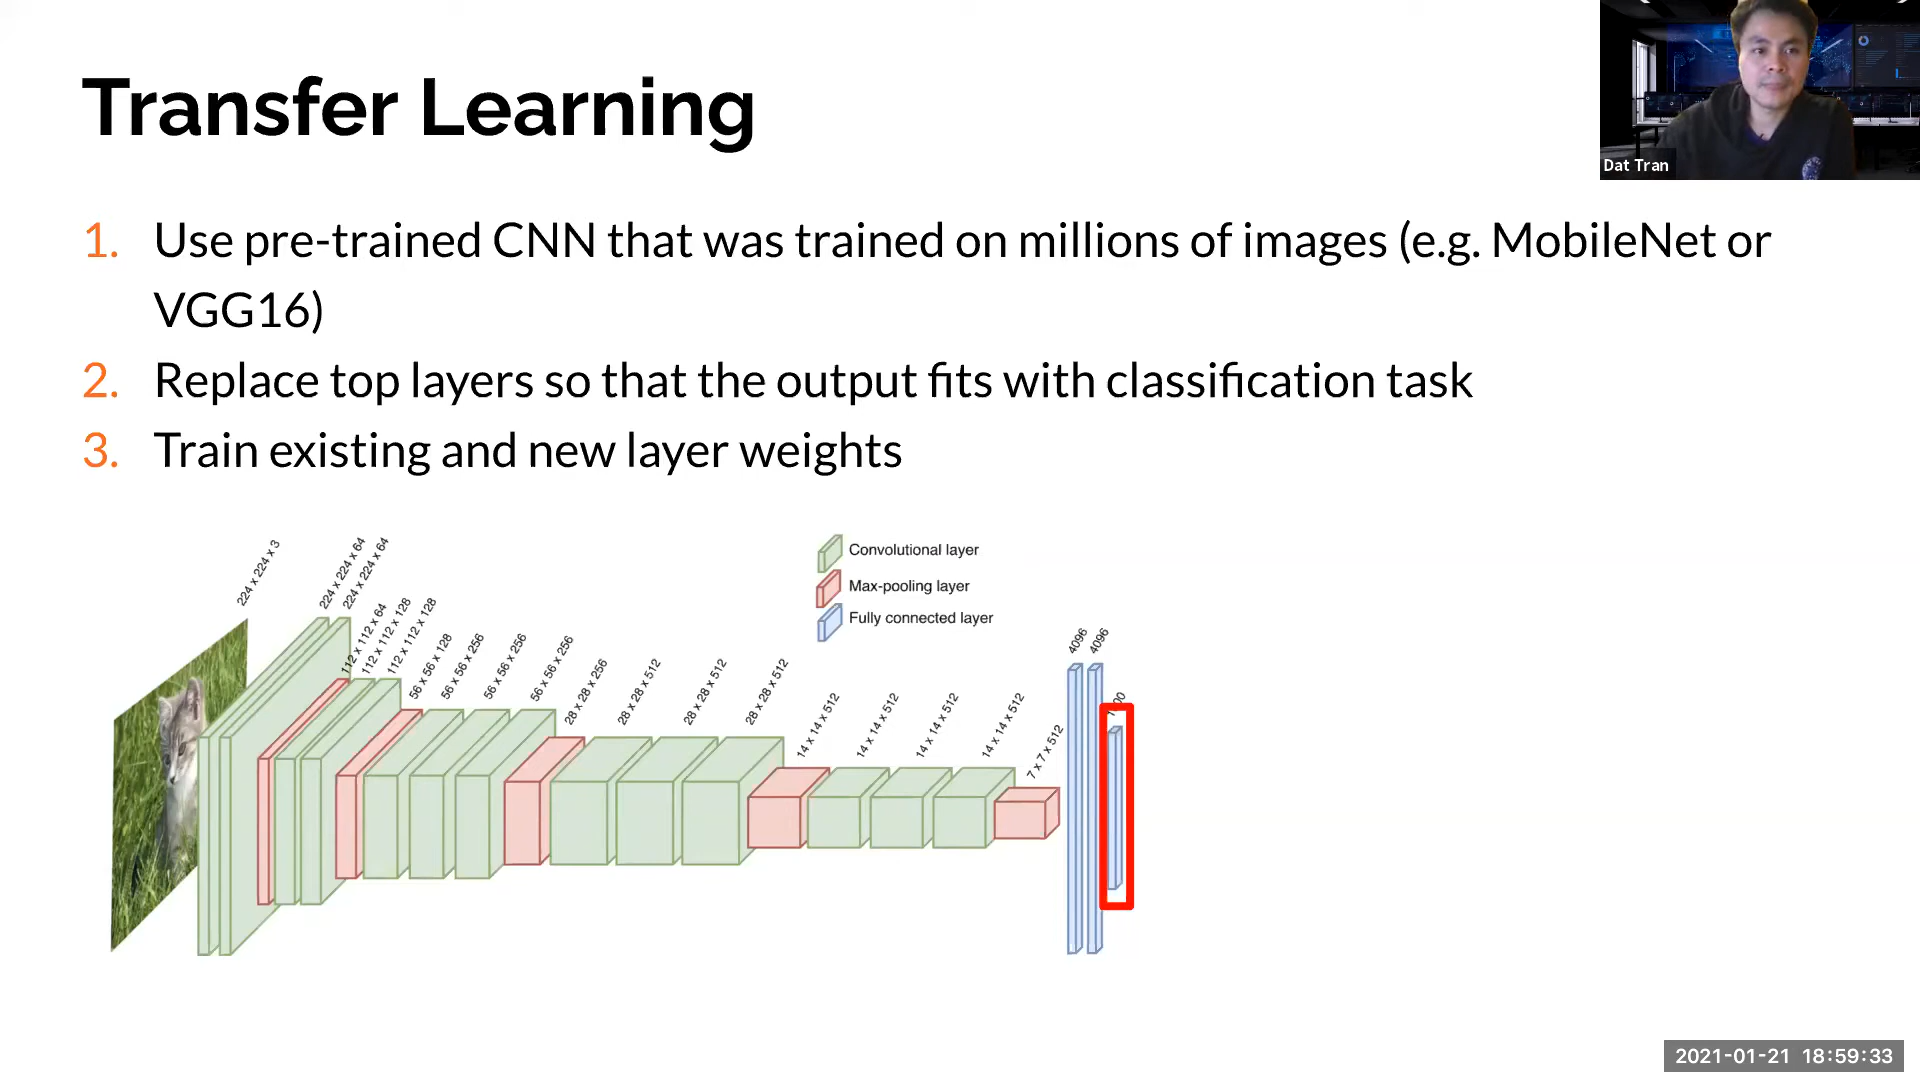 Transfer Learning
Dat Tran
1. Use pre-trained CNN that was trained on millions of images (e.g. MobileNet or
VGG16)
2. Replace top layers so that the output fits with classification task
3. Train existing and new layer weights
Convolutional layer
Max-pooling layer
Fully connected layer
224 x 224 x 3
224 x 224 x 64
224 x 224 x 64
112 x 112 x 64
112 x 112 x 128
112 x 112 x 128
56 x 56 x 128
56 x 56 x 256
56 x 56 x 256
56 x 56 x 256
28 x 28 x 256
28 x 28 x 512
28 x 28 x 512
28 x 28 x 512
14 x 14 x 512
14 x 14 x 512
14 x 14 x 512
14 x 14 x 512
7 x 7 x 512
4096
4096
2021-01-21 18:59:33